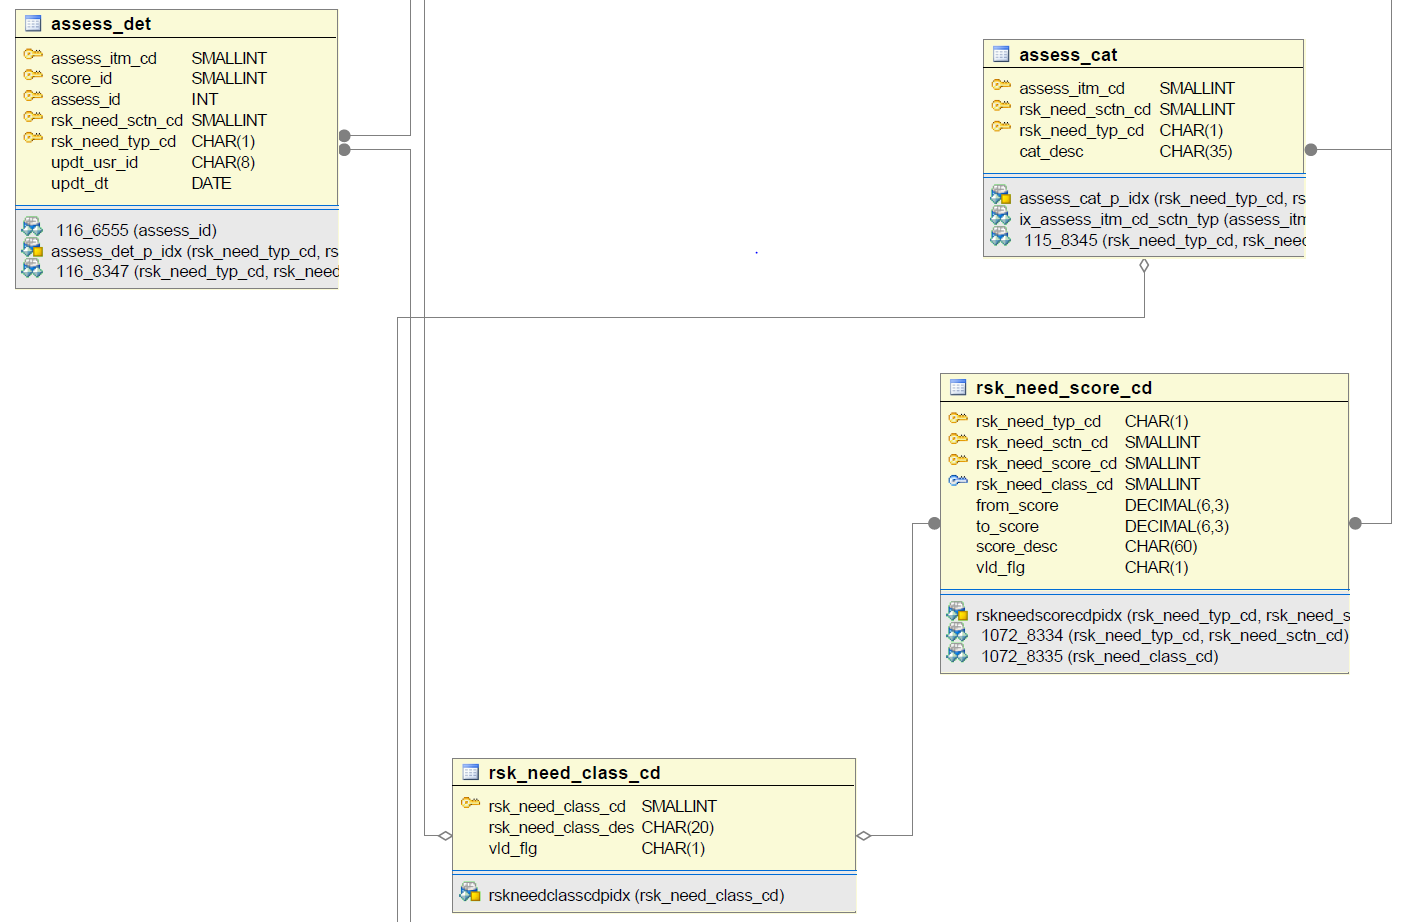 assess_det
assess_itm_cd SMALLINT
score_id SMALLINT
assess_id INT
rsk_need_sctn_cd SMALLINT
rsk_need_typ_cd CHAR(1)
updt_usr_id CHAR(8)
updt_dt DATE
116_6555 (assess_id)
assess_det_p_idx (rsk_need_typ_cd, rs
116_8347 (rsk_need_typ_cd, rsk_need
assess_cat
assess_itm_cd SMALLINT
rsk_need_sctn_cd SMALLINT
rsk_need_typ_cd CHAR(1)
cat_desc CHAR(35)
assess_cat_p_idx (rsk_need_typ_cd, rs
ix_assess_itm_cd_sctn_typ (assess_itm
115_8345 (rsk_need_typ_cd, rsk_need
rsk_need_score_cd
rsk_need_typ_cd CHAR(1)
rsk_need_sctn_cd SMALLINT
rsk_need_score_cd SMALLINT
rsk_need_class_cd SMALLINT
from_score DECIMAL(6,3)
to_score DECIMAL(6,3)
score_desc CHAR(60)
vld_flg CHAR(1)
rskneedscorecdpidx (rsk_need_typ_cd, rsk_need_s
1072_8334 (rsk_need_typ_cd, rsk_need_sctn_cd)
1072_8335 (rsk_need_class_cd)
rsk_need_class_cd
rsk_need_class_cd SMALLINT
rsk_need_class_des CHAR(20)
vld_flg CHAR(1)
rskneedclasscdpidx (rsk_need_class_cd)